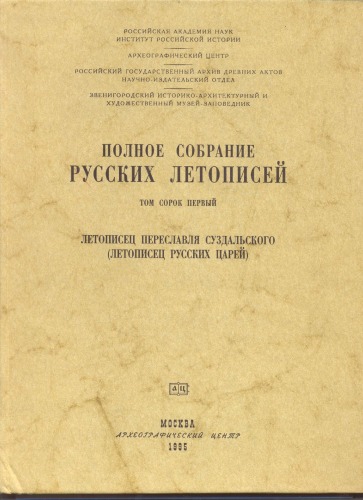 РОССИЙСКАЯ АКАДЕМИЯ НАУК
ИНСТИТУТ РОССИЙСКОЙ ИСТОРИИ
АРХЕОГРАФИЧЕСКИЙ ЦЕНТР
РОССИЙСКИЙ ГОСУДАРСТВЕННЫЙ АРХИВ ДРЕВНИХ АКТОВ
НАУЧНО-ИЗДАТЕЛЬСКИЙ ОТДЕЛ
ЗВЕНИГОРОДСКИЙ ИСТОРИКО-АРХИТЕКТУРНЫЙ И
ХУДОЖЕСТВЕННЫЙ МУЗЕЙ-ЗАПОВЕДНИК
ПОЛНОЕ СОБРАНИЕ
РУССКИХ ЛЕТОПИСЕЙ
ТОМ СОРОК ПЕРВЫЙ
ЛЕТОПИСЕЦ ПЕРЕСЛАВЛЯ СУЗДАЛЬСКОГО
(ЛЕТОПИСЕЦ РУССКИХ ЦАРЕЙ)
АЦ
МОСКВА
АРХЕОГРАФИЧЕСКИЙ ЦЕНТР
1995